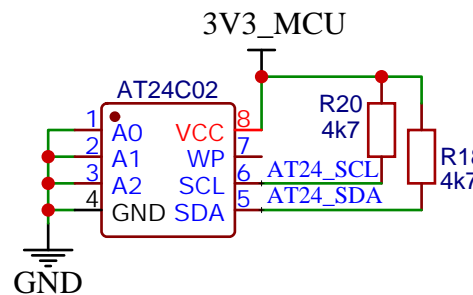 3V3_MCU
AT24C02
1 A0 VCC 8
2 A1 WP 7
3 A2 SCL 6 AT24_SCL
4 GND SDA 5 AT24_SDA
R20
4k7
R18
4k7
GND